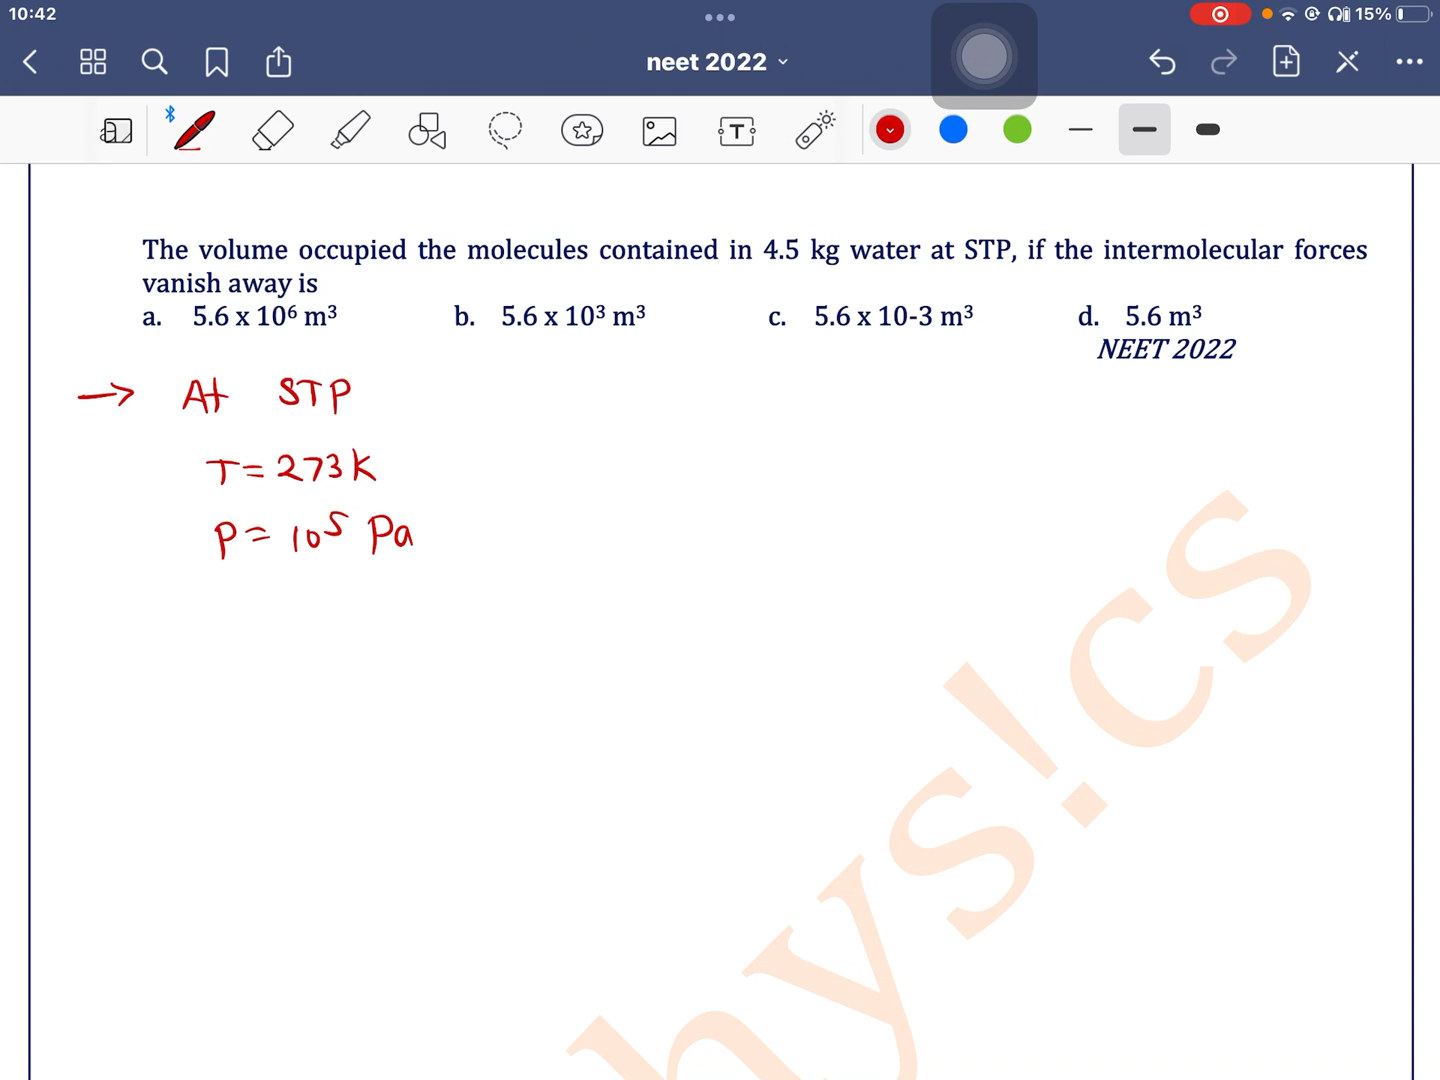 10:42
15%
neet 2022
T
The volume occupied the molecules contained in 4.5 kg water at STP, if the intermolecular forces
vanish away is
a. 5.6 x 10⁶ m³ b. 5.6 x 10³ m³ c. 5.6 x 10-3 m³ d. 5.6 m³
NEET 2022
→ At STP
T = 273K
P = 10⁵ Pa
hys!cs